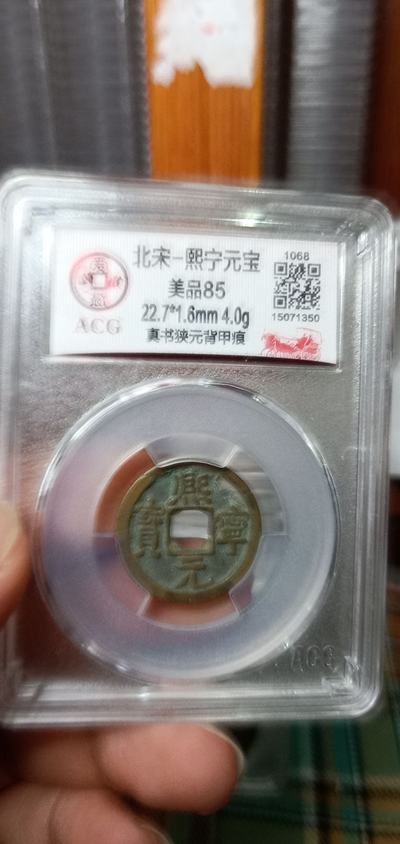 北宋-熙宁元宝
1068
美品85
ACG
22.7*1.6mm 4.0g
15071350
真书狭元背甲痕
熙
寶 寧
元
ACG